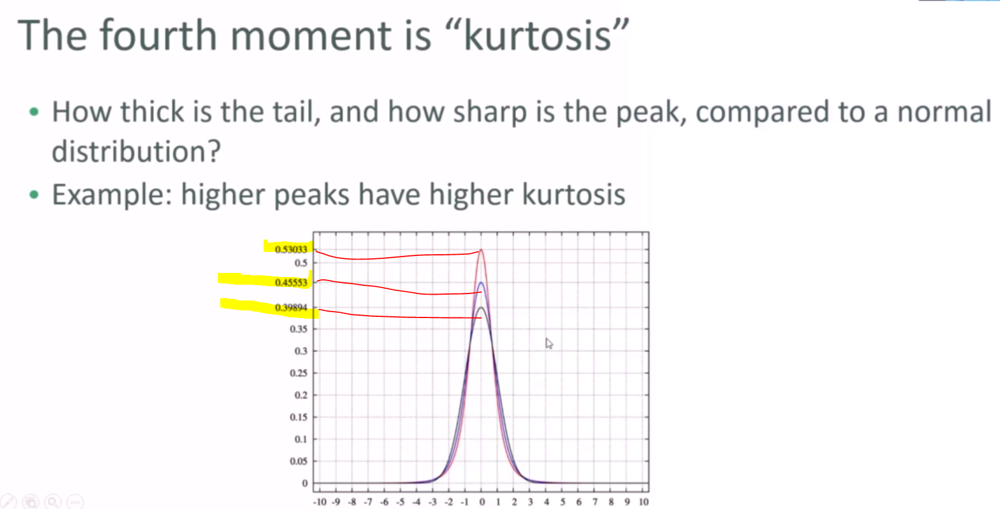 The fourth moment is “kurtosis”
• How thick is the tail, and how sharp is the peak, compared to a normal
distribution?
• Example: higher peaks have higher kurtosis
0.53033
0.5
0.45553
0.39894
0.35
0.3
0.25
0.2
0.15
0.1
0.05
0
-10 -9 -8 -7 -6 -5 -4 -3 -2 -1 0 1 2 3 4 5 6 7 8 9 10